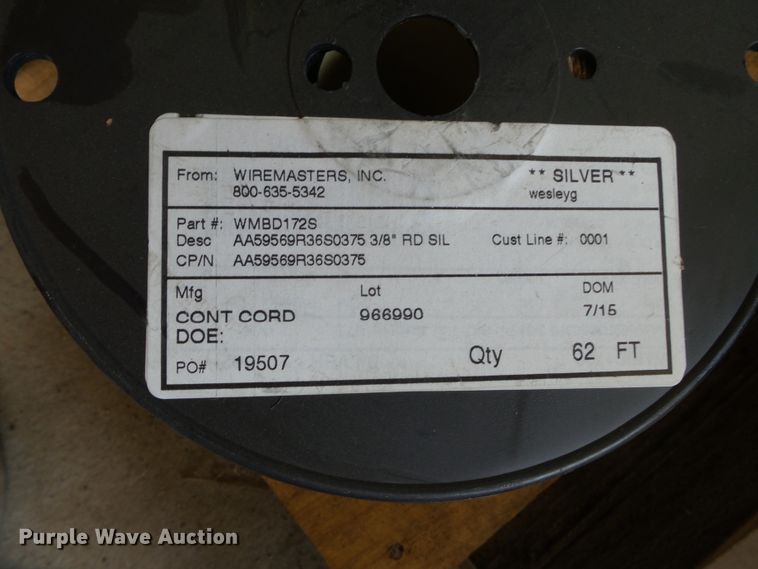 From: WIREMASTERS, INC. ** SILVER **
800-635-5342 wesleyg
Part #: WMBD172S
Desc AA59569R36S0375 3/8" RD SIL Cust Line #: 0001
CP/N AA59569R36S0375
Mfg Lot DOM
CONT CORD 966990 7/15
DOE:
PO# 19507 Qty 62 FT
Purple Wave Auction